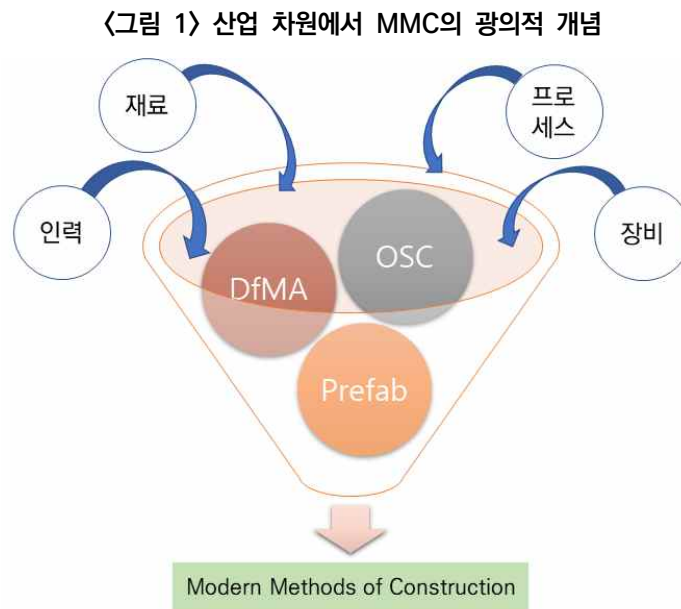 〈그림 1〉 산업 차원에서 MMC의 광의적 개념
재료
프로
세스
인력
장비
OSC
DfMA
Prefab
Modern Methods of Construction